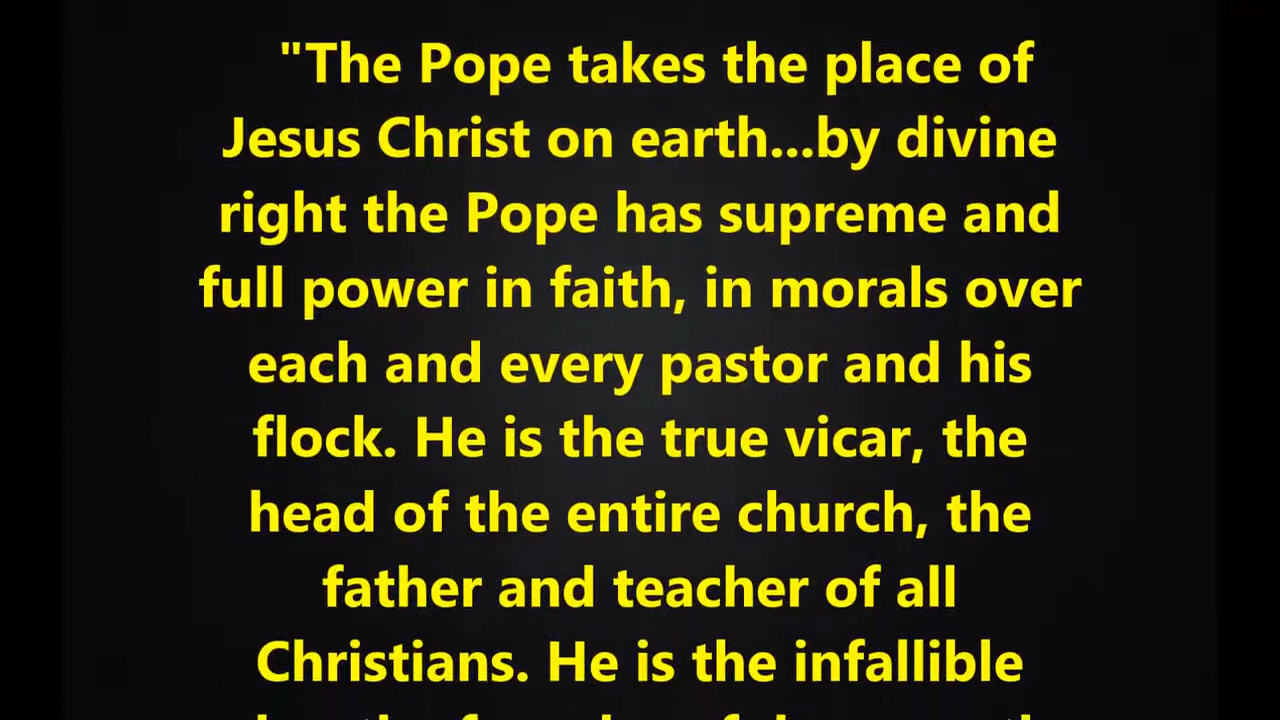 "The Pope takes the place of
Jesus Christ on earth...by divine
right the Pope has supreme and
full power in faith, in morals over
each and every pastor and his
flock. He is the true vicar, the
head of the entire church, the
father and teacher of all
Christians. He is the infallible